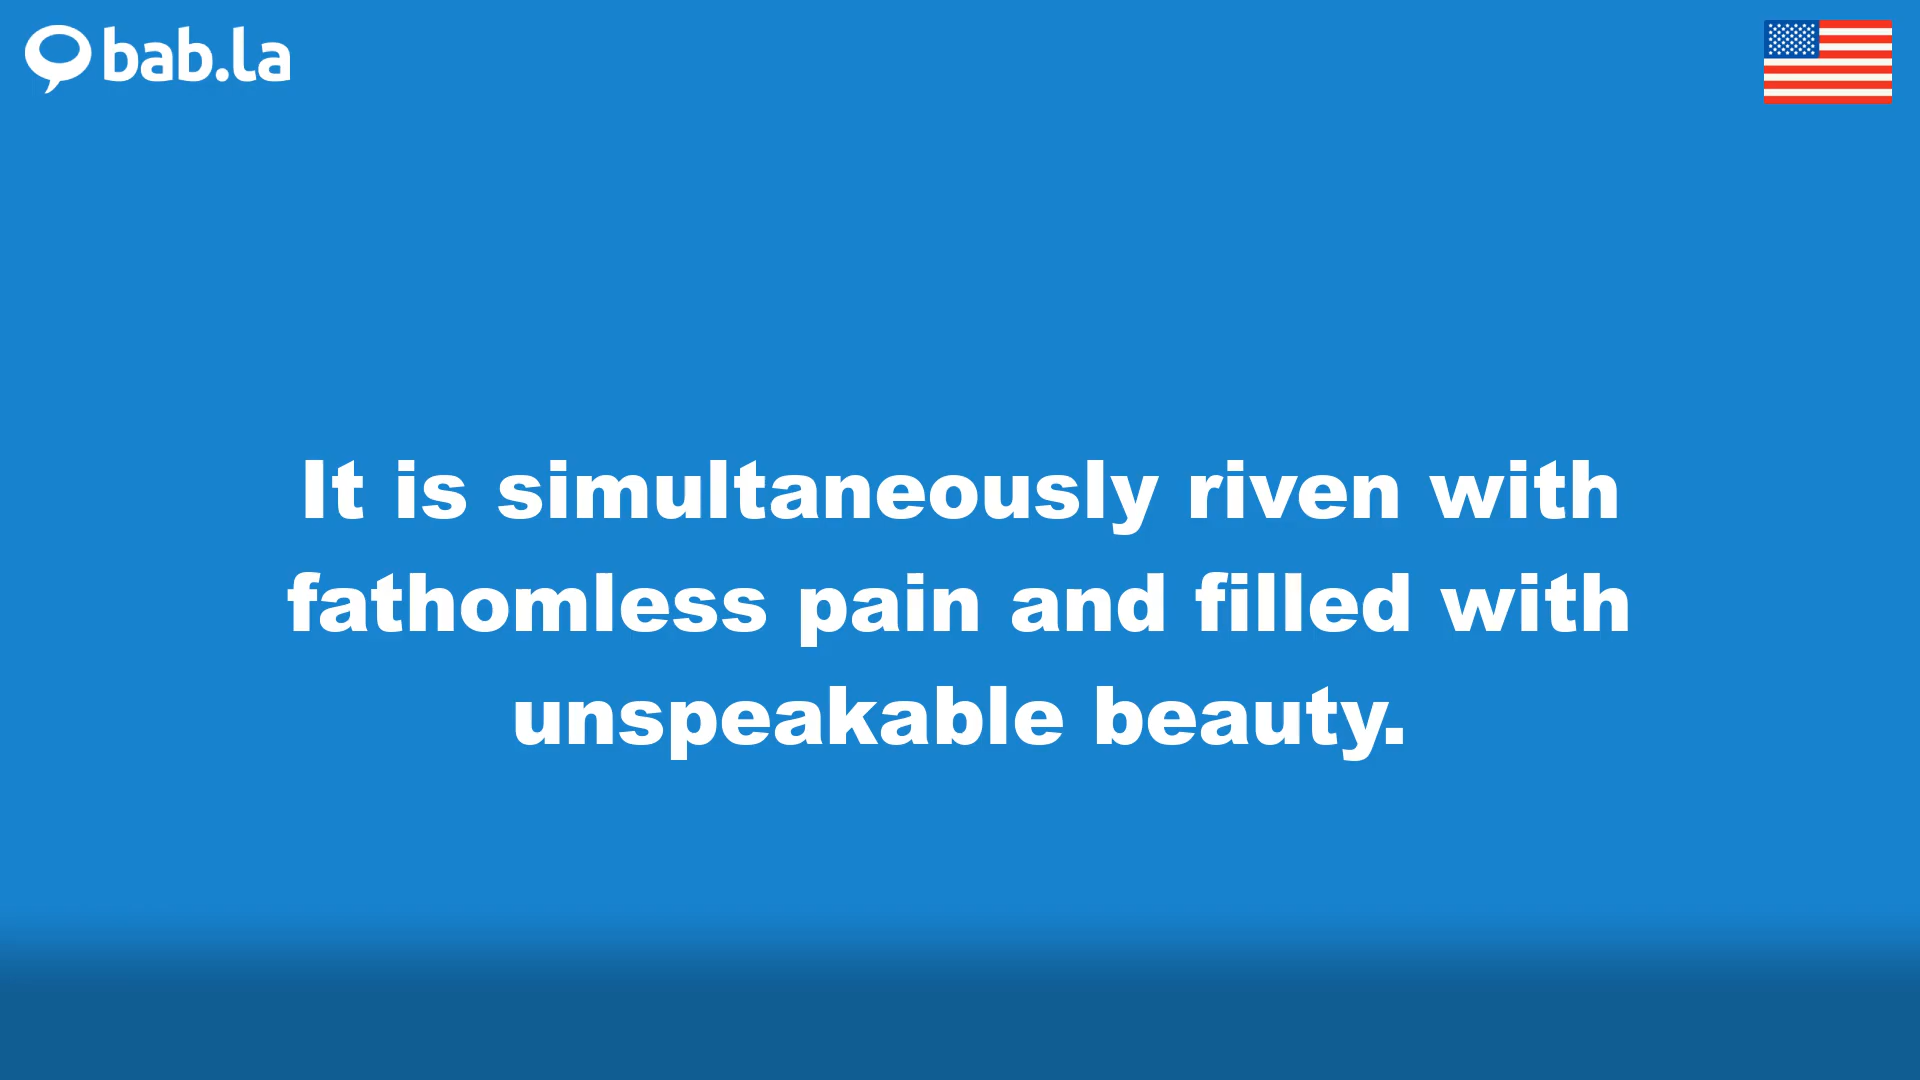 bab.la
It is simultaneously riven with
fathomless pain and filled with
unspeakable beauty.